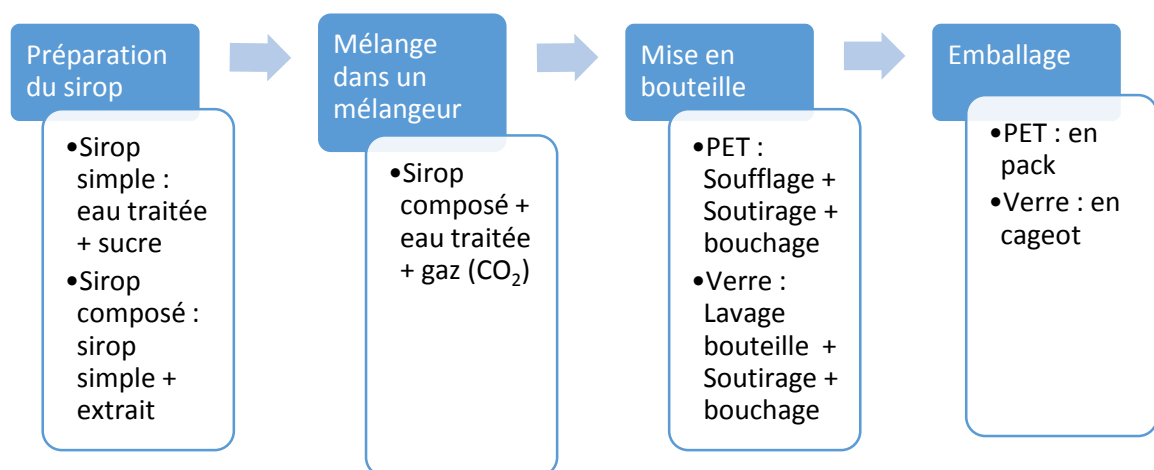 Préparation
du sirop
•Sirop
simple :
eau traitée
+ sucre
•Sirop
composé :
sirop
simple +
extrait
Mélange
dans un
mélangeur
•Sirop
composé +
eau traitée
+ gaz (CO₂)
Mise en
bouteille
•PET :
Soufflage +
Soutirage +
bouchage
•Verre :
Lavage
bouteille +
Soutirage +
bouchage
Emballage
•PET : en
pack
•Verre : en
cageot